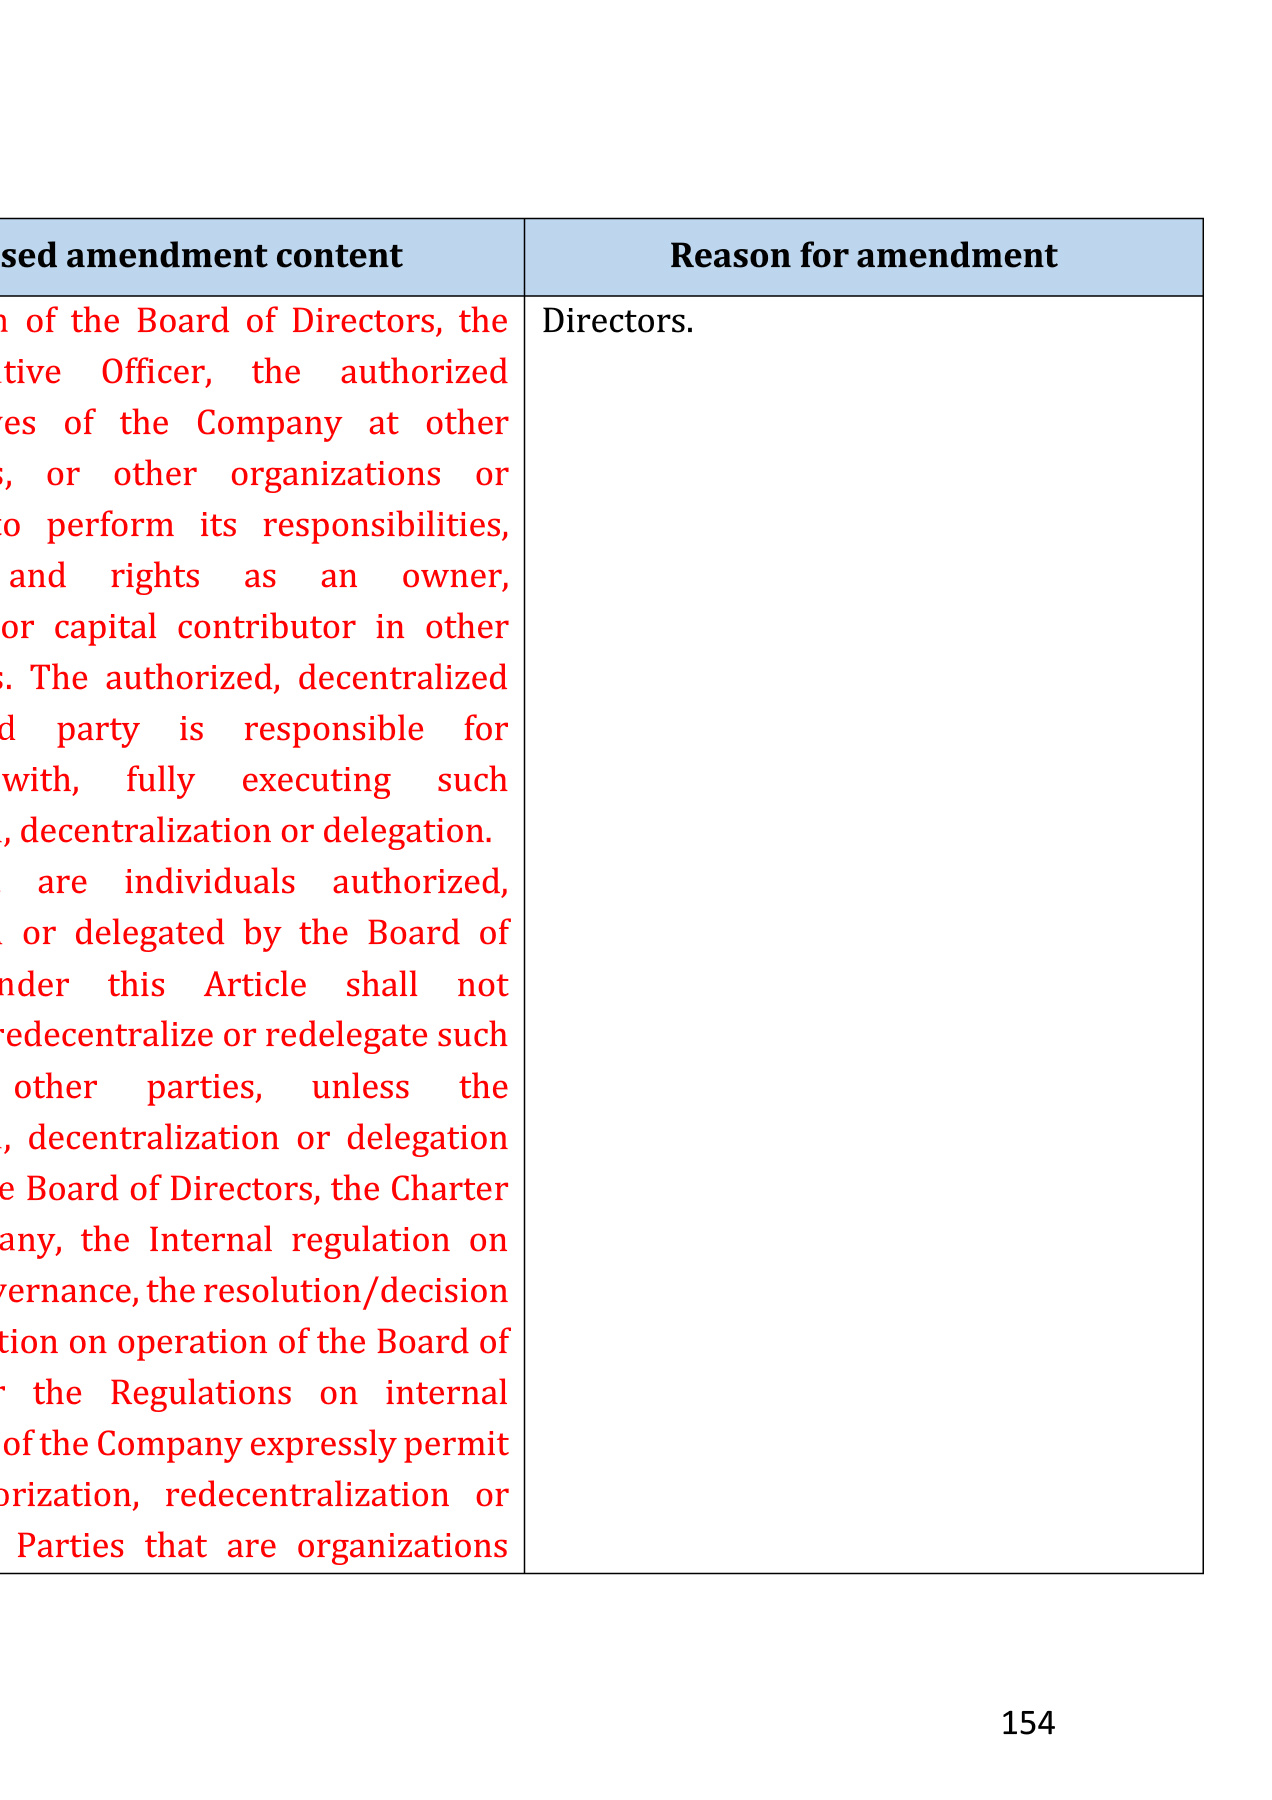 sed amendment content
Reason for amendment
of the Board of Directors, the
tive Officer, the authorized
ves of the Company at other
s, or other organizations or
to perform its responsibilities,
and rights as an owner,
or capital contributor in other
s. The authorized, decentralized
d party is responsible for
with, fully executing such
, decentralization or delegation.
are individuals authorized,
or delegated by the Board of
nder this Article shall not
redecentralize or redelegate such
other parties, unless the
, decentralization or delegation
e Board of Directors, the Charter
any, the Internal regulation on
vernance, the resolution/decision
tion on operation of the Board of
r the Regulations on internal
of the Company expressly permit
orization, redecentralization or
Parties that are organizations
Directors.
154